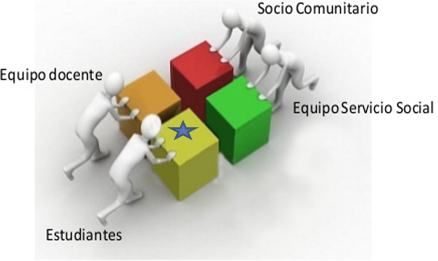 Socio Comunitario
Equipo docente
Equipo Servicio Social
Estudiantes